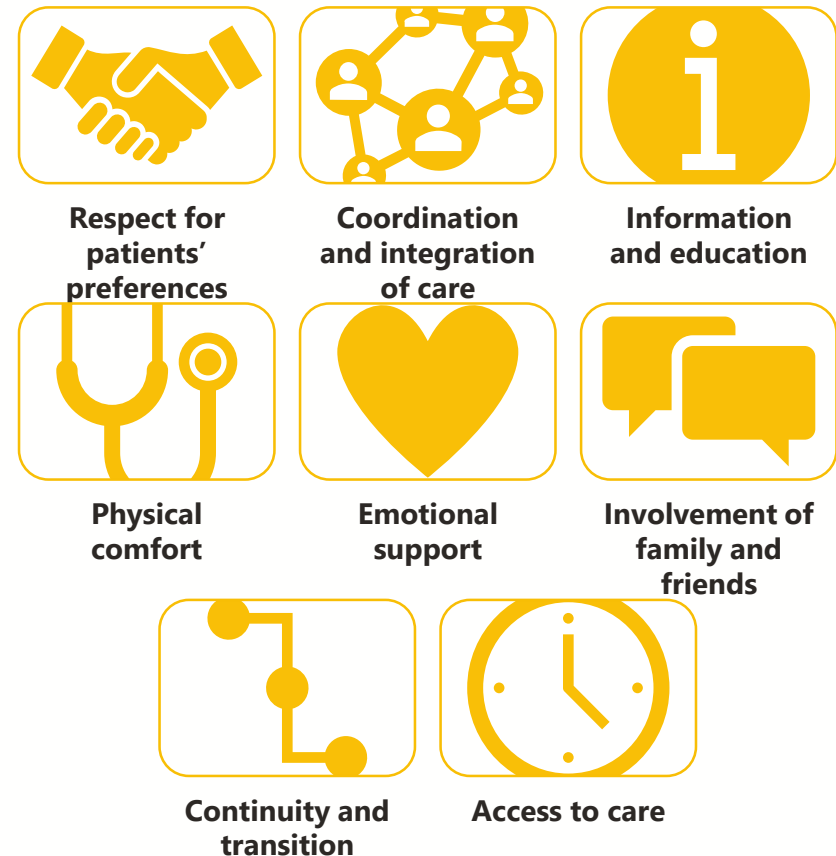 Respect for
patients’
preferences
Coordination
and integration
of care
Information
and education
Physical
comfort
Emotional
support
Involvement of
family and
friends
Continuity and
transition
Access to care